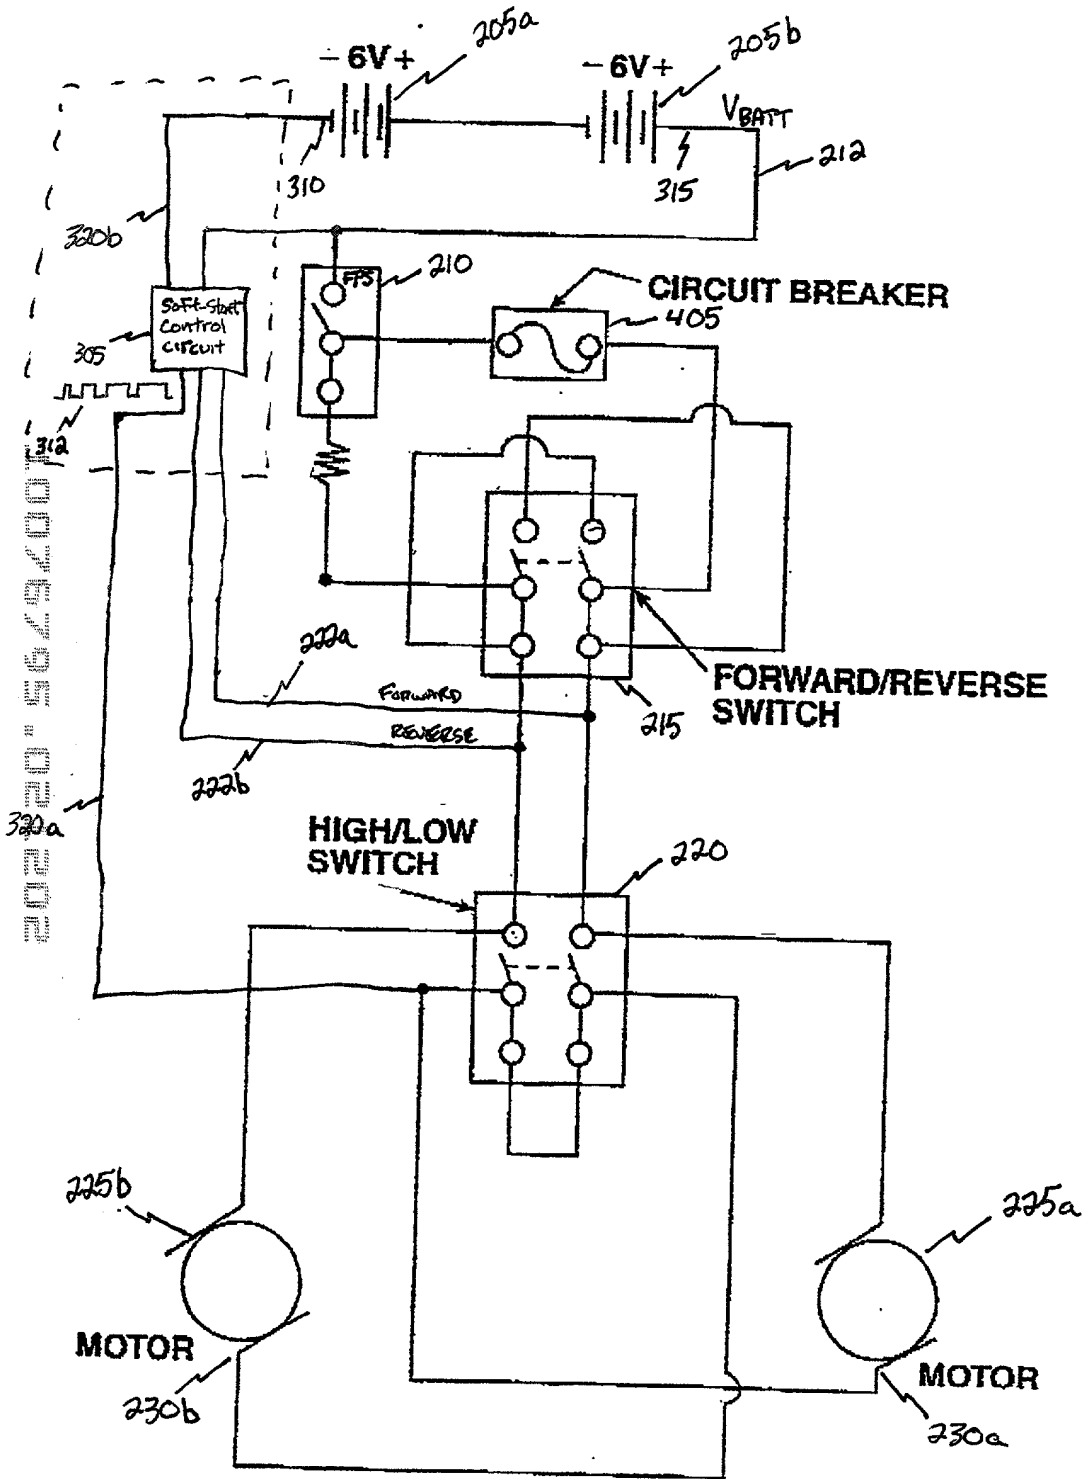 205a
205b
- 6V +
- 6V +
VBATT
212
310
315
320b
FPS
210
CIRCUIT BREAKER
405
Soft-Start
Control
Circuit
305
312
10076795.020202
222a
FORWARD
REVERSE
222b
FORWARD/REVERSE
SWITCH
215
320a
HIGH/LOW
SWITCH
220
225b
225a
MOTOR
MOTOR
230b
230a